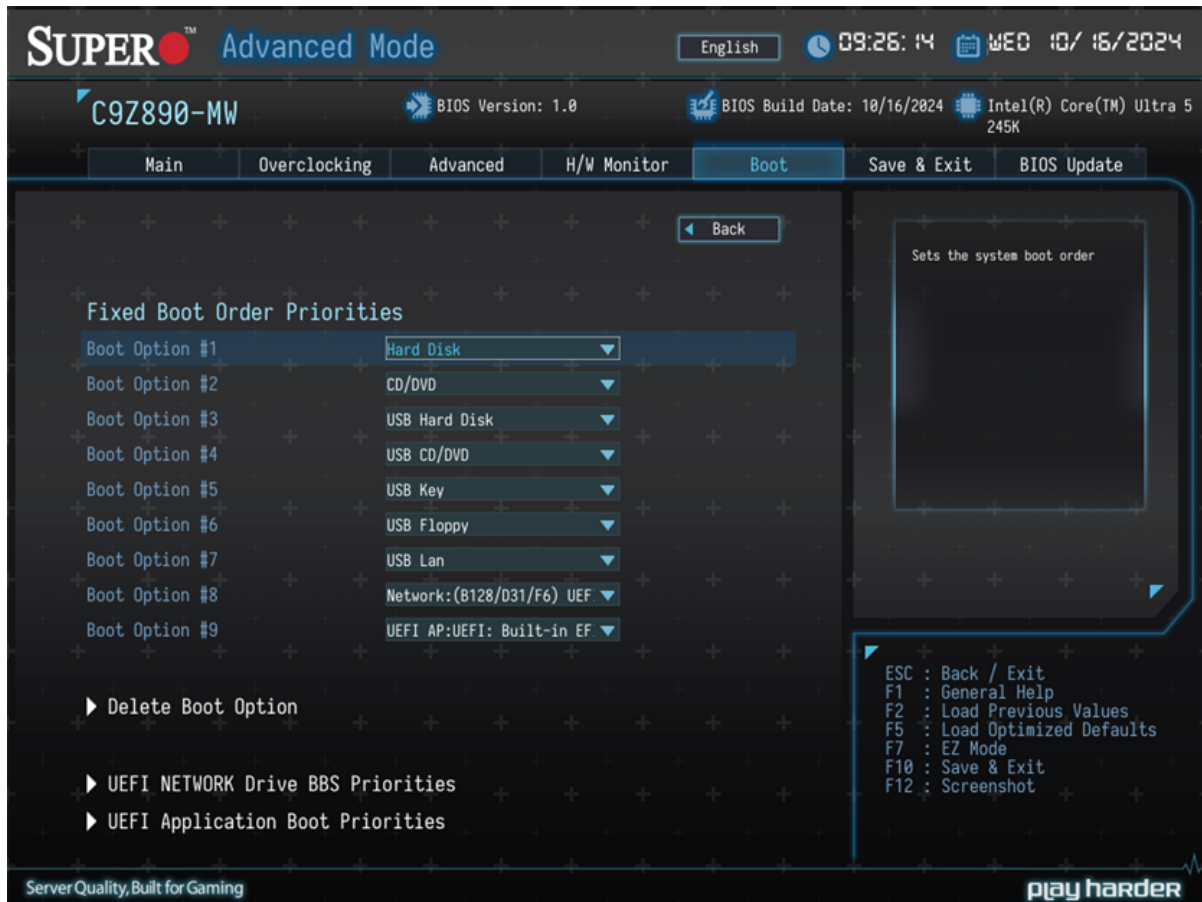 SUPER™ Advanced Mode
English
09:26:14
WED 10/16/2024
C9Z890-MW
BIOS Version: 1.0
BIOS Build Date: 10/16/2024
Intel(R) Core(TM) Ultra 5
245K
Main Overclocking Advanced H/W Monitor Boot Save & Exit BIOS Update
Back
Sets the system boot order
Fixed Boot Order Priorities
Boot Option #1 Hard Disk
Boot Option #2 CD/DVD
Boot Option #3 USB Hard Disk
Boot Option #4 USB CD/DVD
Boot Option #5 USB Key
Boot Option #6 USB Floppy
Boot Option #7 USB Lan
Boot Option #8 Network:(B128/D31/F6) UEF
Boot Option #9 UEFI AP:UEFI: Built-in EF
Delete Boot Option
UEFI NETWORK Drive BBS Priorities
UEFI Application Boot Priorities
ESC : Back / Exit
F1 : General Help
F2 : Load Previous Values
F5 : Load Optimized Defaults
F7 : EZ Mode
F10 : Save & Exit
F12 : Screenshot
Server Quality, Built for Gaming
play harder